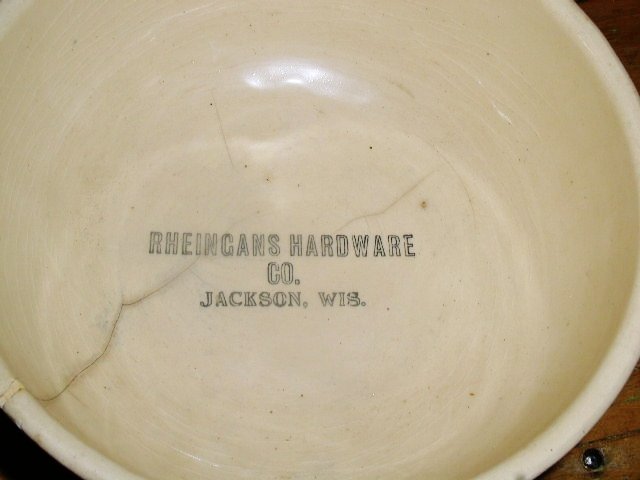 RHEINGANS HARDWARE
CO.
JACKSON, WIS.